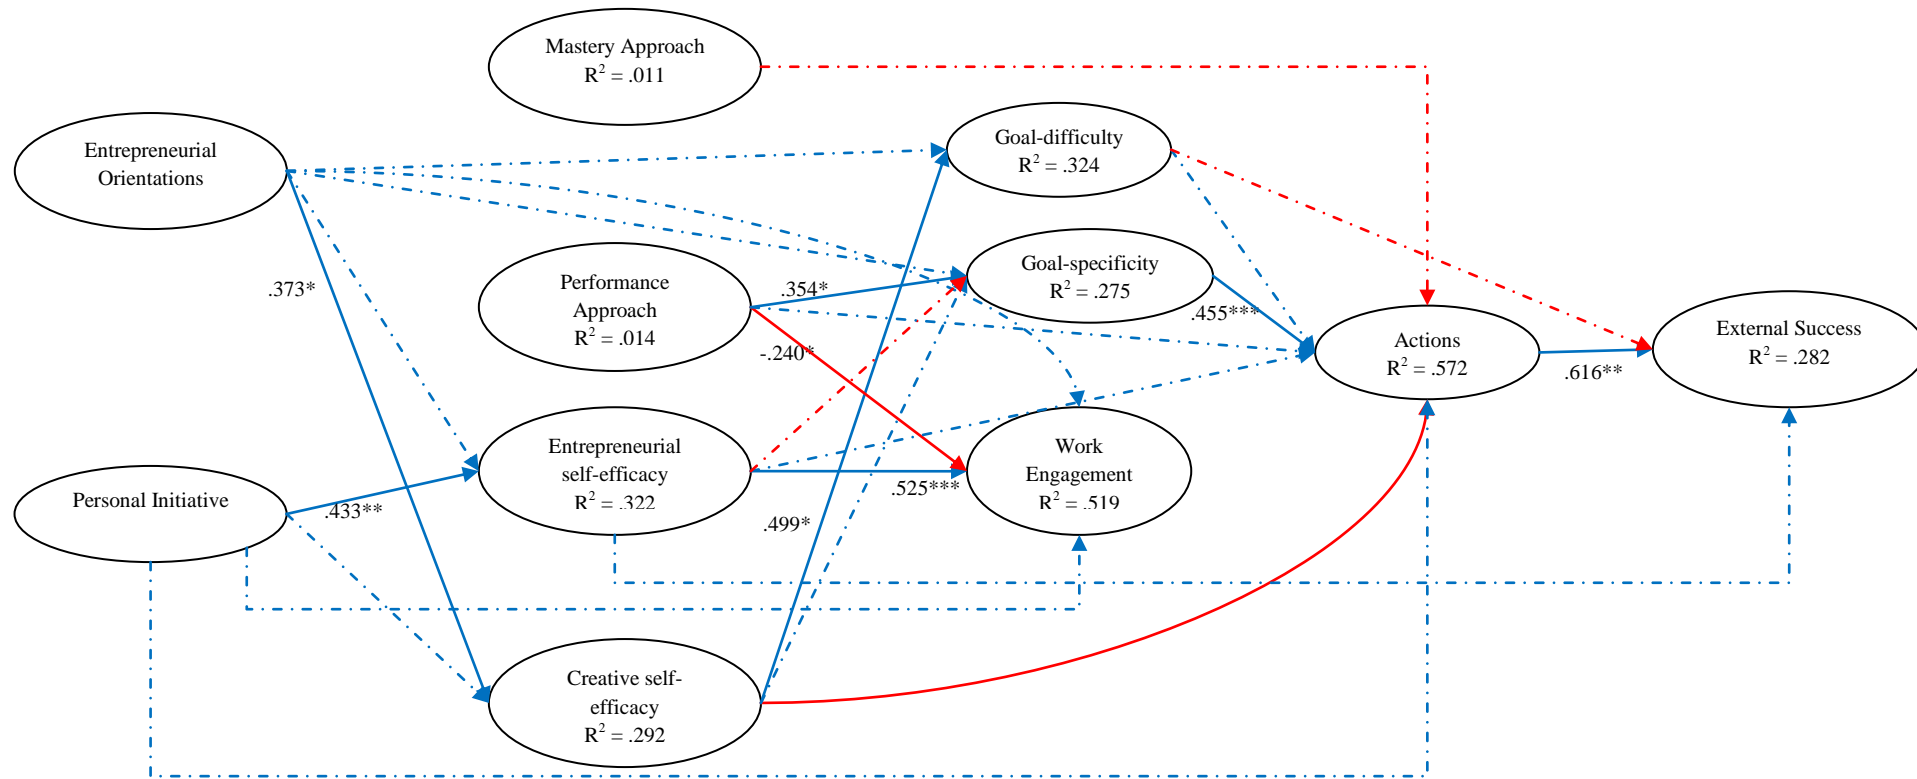 Mastery Approach
R² = .011
Entrepreneurial
Orientations
Goal-difficulty
R² = .324
Goal-specificity
R² = .275
Performance
Approach
R² = .014
.373*
.354*
.455***
-.240*
Actions
R² = .572
External Success
R² = .282
.616**
Entrepreneurial
self-efficacy
R² = .322
Work
Engagement
R² = .519
Personal Initiative
.433**
.525***
.499*
Creative self-
efficacy
R² = .292